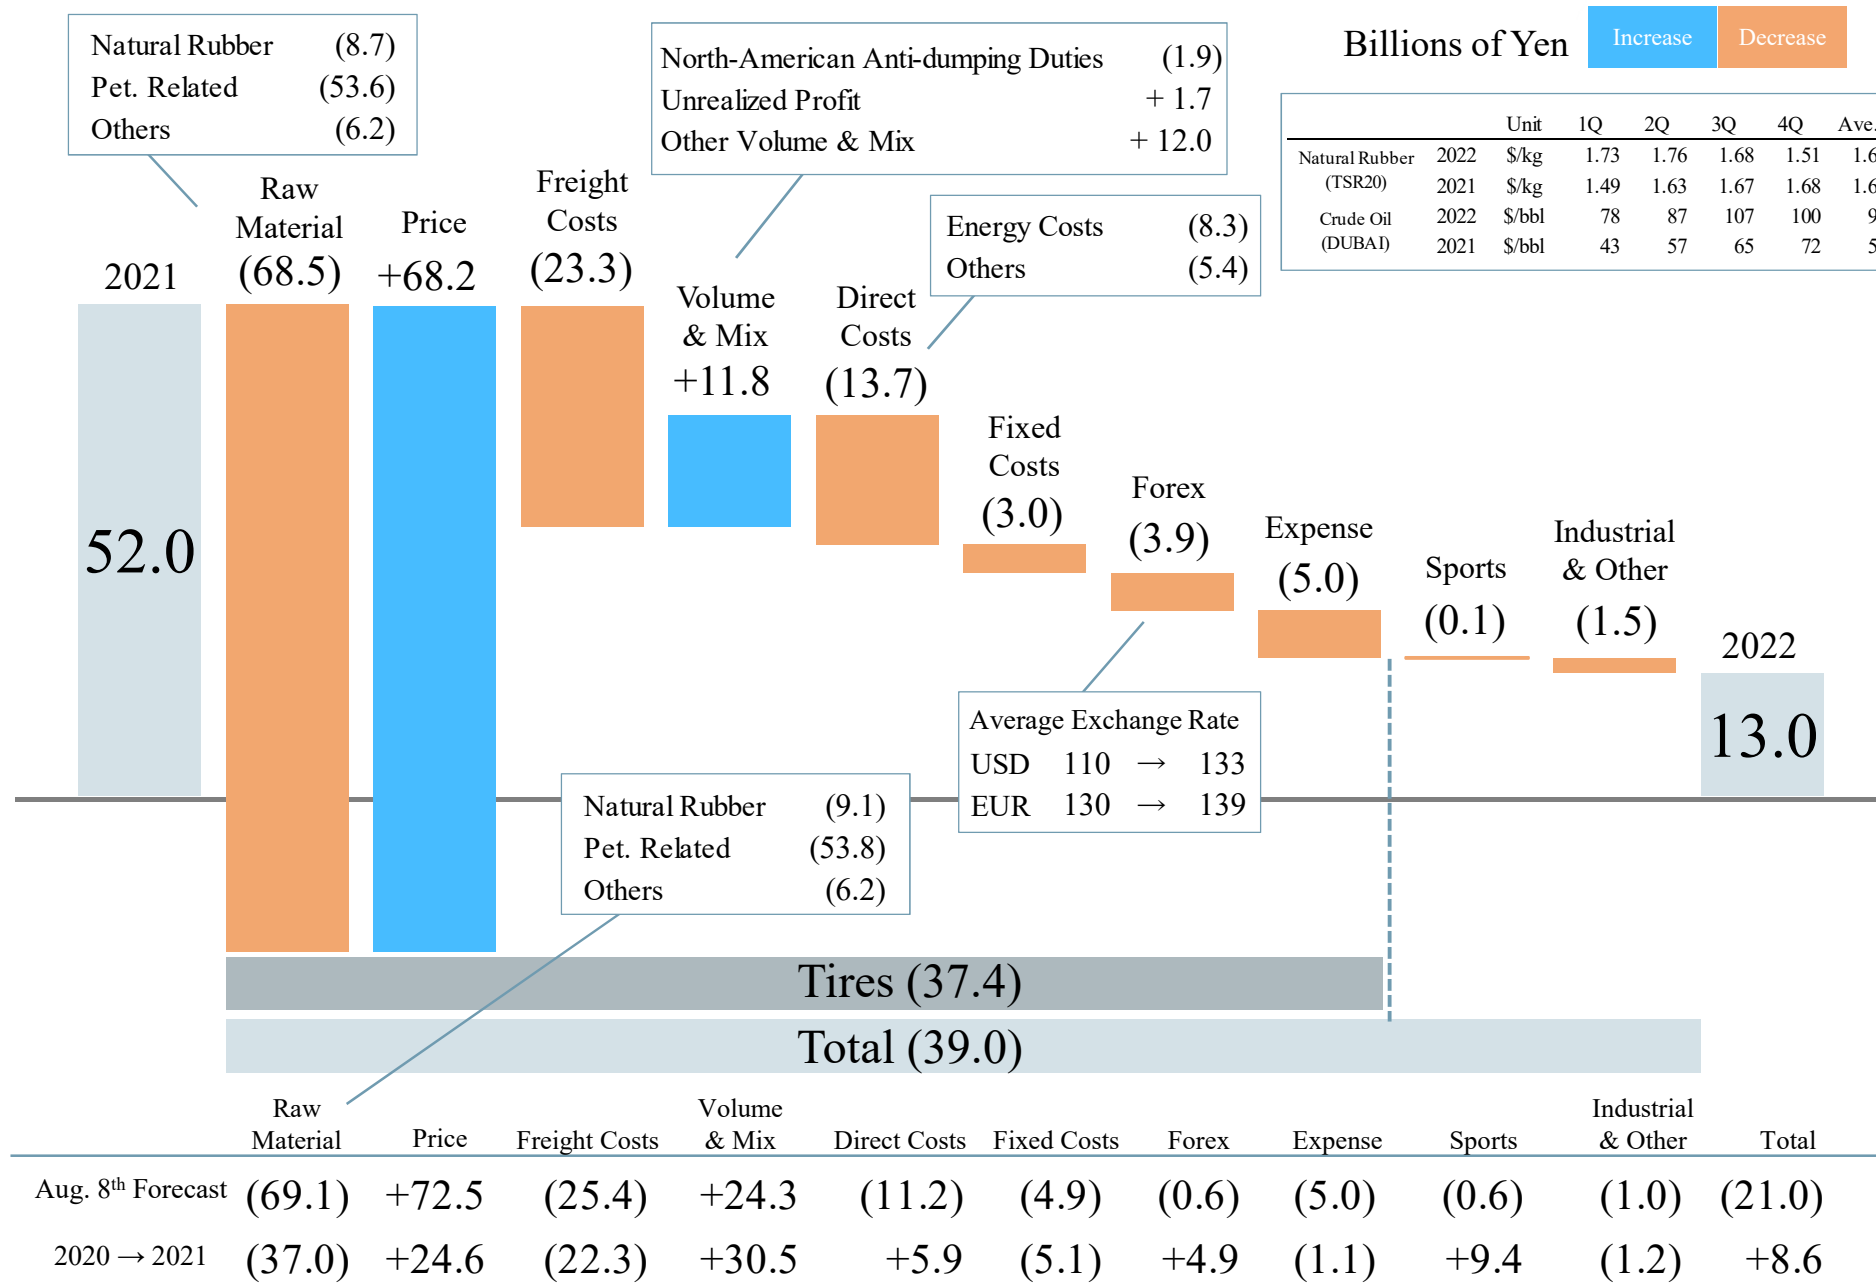 Natural Rubber (8.7)
Pet. Related (53.6)
Others (6.2)
North-American Anti-dumping Duties (1.9)
Unrealized Profit + 1.7
Other Volume & Mix + 12.0
Billions of Yen Increase Decrease
Unit 1Q 2Q 3Q 4Q Ave.
Natural Rubber 2022 $/kg 1.73 1.76 1.68 1.51 1.6
(TSR20) 2021 $/kg 1.49 1.63 1.67 1.68 1.6
Crude Oil 2022 $/bbl 78 87 107 100 9
(DUBAI) 2021 $/bbl 43 57 65 72 5
Energy Costs (8.3)
Others (5.4)
2021
52.0
Raw
Material
(68.5)
Price
+68.2
Freight
Costs
(23.3)
Volume
& Mix
+11.8
Direct
Costs
(13.7)
Fixed
Costs
(3.0)
Forex
(3.9)
Expense
(5.0)
Sports
(0.1)
Industrial
& Other
(1.5)
2022
13.0
Average Exchange Rate
USD 110 → 133
EUR 130 → 139
Natural Rubber (9.1)
Pet. Related (53.8)
Others (6.2)
Tires (37.4)
Total (39.0)
Raw Volume Industrial
Material Price Freight Costs & Mix Direct Costs Fixed Costs Forex Expense Sports & Other Total
Aug. 8th Forecast (69.1) +72.5 (25.4) +24.3 (11.2) (4.9) (0.6) (5.0) (0.6) (1.0) (21.0)
2020 → 2021 (37.0) +24.6 (22.3) +30.5 +5.9 (5.1) +4.9 (1.1) +9.4 (1.2) +8.6